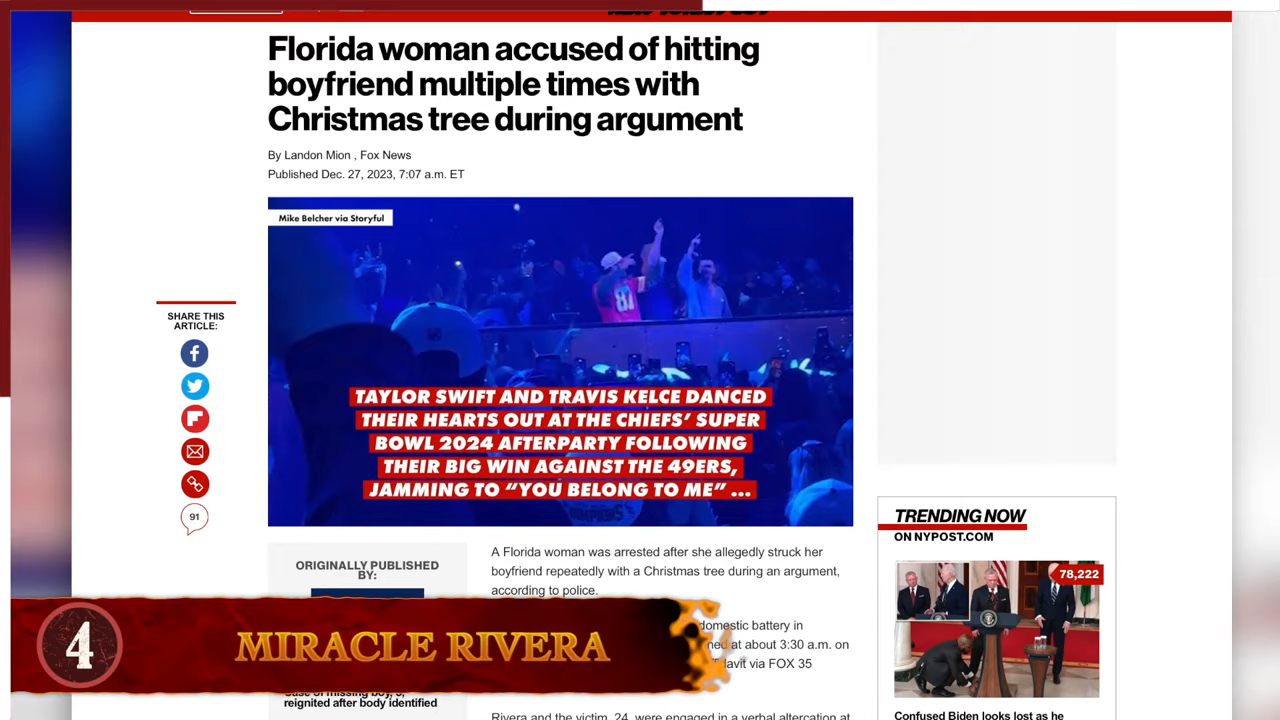 Florida woman accused of hitting
boyfriend multiple times with
Christmas tree during argument
By Landon Mion , Fox News
Published Dec. 27, 2023, 7:07 a.m. ET
Mike Belcher via Storyful
81
TAYLOR SWIFT AND TRAVIS KELCE DANCED
THEIR HEARTS OUT AT THE CHIEFS' SUPER
BOWL 2024 AFTERPARTY FOLLOWING
THEIR BIG WIN AGAINST THE 49ERS,
JAMMING TO “YOU BELONG TO ME” ...
SHARE THIS
ARTICLE:
91
ORIGINALLY PUBLISHED
BY:
reignited after body identified
A Florida woman was arrested after she allegedly struck her
boyfriend repeatedly with a Christmas tree during an argument,
according to police.
domestic battery in
at about 3:30 a.m. on
via FOX 35
Rivera and the victim, 24, were engaged in a verbal altercation at
TRENDING NOW
ON NYPOST.COM
78,222
Confused Biden looks lost as he
4
MIRACLE RIVERA